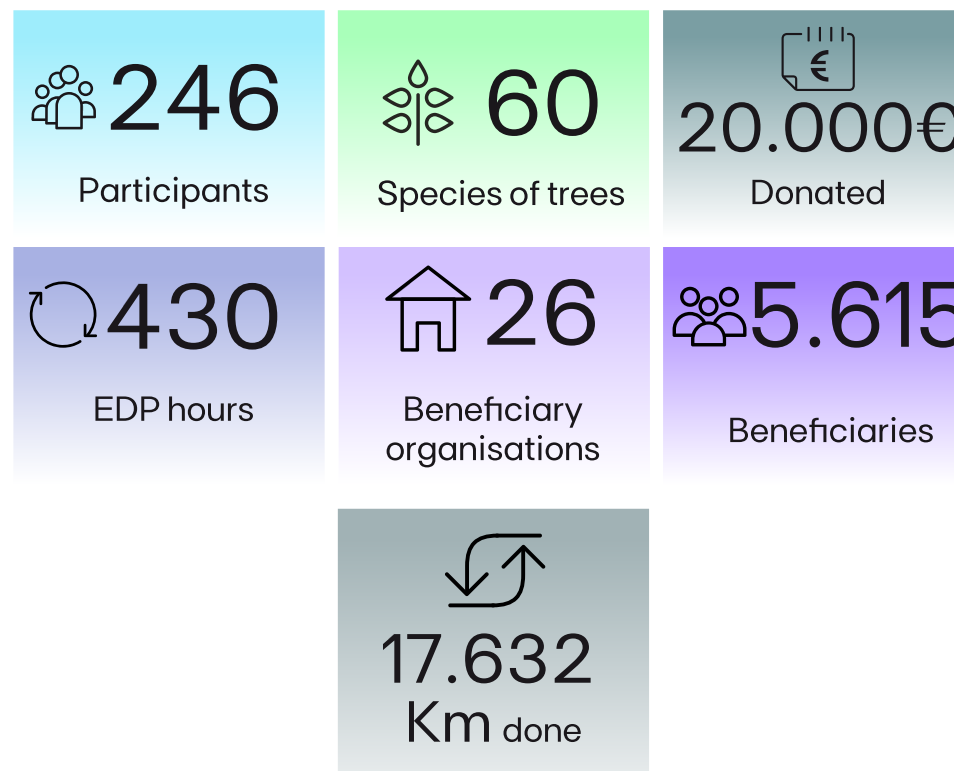 246
Participants
60
Species of trees
20.000€
Donated
430
EDP hours
26
Beneficiary
organisations
5.615
Beneficiaries
17.632
Km done